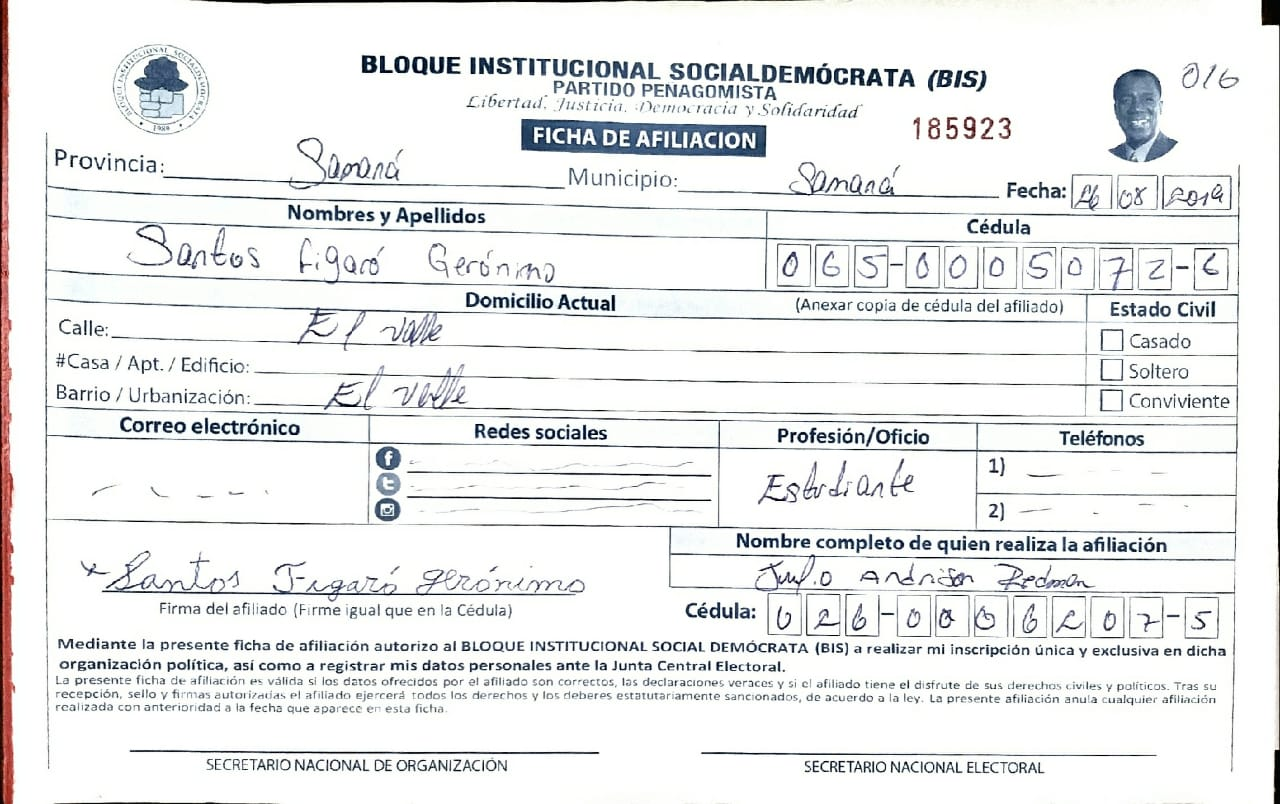 BLOQUE INSTITUCIONAL SOCIALDEMÓCRATA
1989
BLOQUE INSTITUCIONAL SOCIALDEMÓCRATA (BIS)
016
PARTIDO PENAGOMISTA
Libertad, Justicia, Democracia y Solidaridad
FICHA DE AFILIACION
185923
Provincia: Samaná Municipio: Samaná Fecha: 26 08 2019
Nombres y Apellidos Cédula
Santos Figaró Gerónimo 065-0005072-6
Domicilio Actual (Anexar copia de cédula del afiliado) Estado Civil
Calle: El Valle Casado
#Casa / Apt. / Edificio: Soltero
Barrio / Urbanización: El Valle Conviviente
Correo electrónico Redes sociales Profesión/Oficio Teléfonos
Estudiante 1)
2)
Nombre completo de quien realiza la afiliación
Santos Figaró Gerónimo Andrison Redman
Firma del afiliado (Firme igual que en la Cédula) Cédula: 026-0006207-5
Mediante la presente ficha de afiliación autorizo al BLOQUE INSTITUCIONAL SOCIAL DEMÓCRATA (BIS) a realizar mi inscripción única y exclusiva en dicha
organización política, así como a registrar mis datos personales ante la Junta Central Electoral.
La presente ficha de afiliación es válida si los datos ofrecidos por el afiliado son correctos, las declaraciones veraces y si el afiliado tiene el disfrute de sus derechos civiles y políticos. Tras su
recepción, sello y firmas autorizadas el afiliado ejercerá todos los derechos y los deberes estatutariamente sancionados, de acuerdo a la ley. La presente afiliación anula cualquier afiliación
realizada con anterioridad a la fecha que aparece en esta ficha.
SECRETARIO NACIONAL DE ORGANIZACIÓN SECRETARIO NACIONAL ELECTORAL